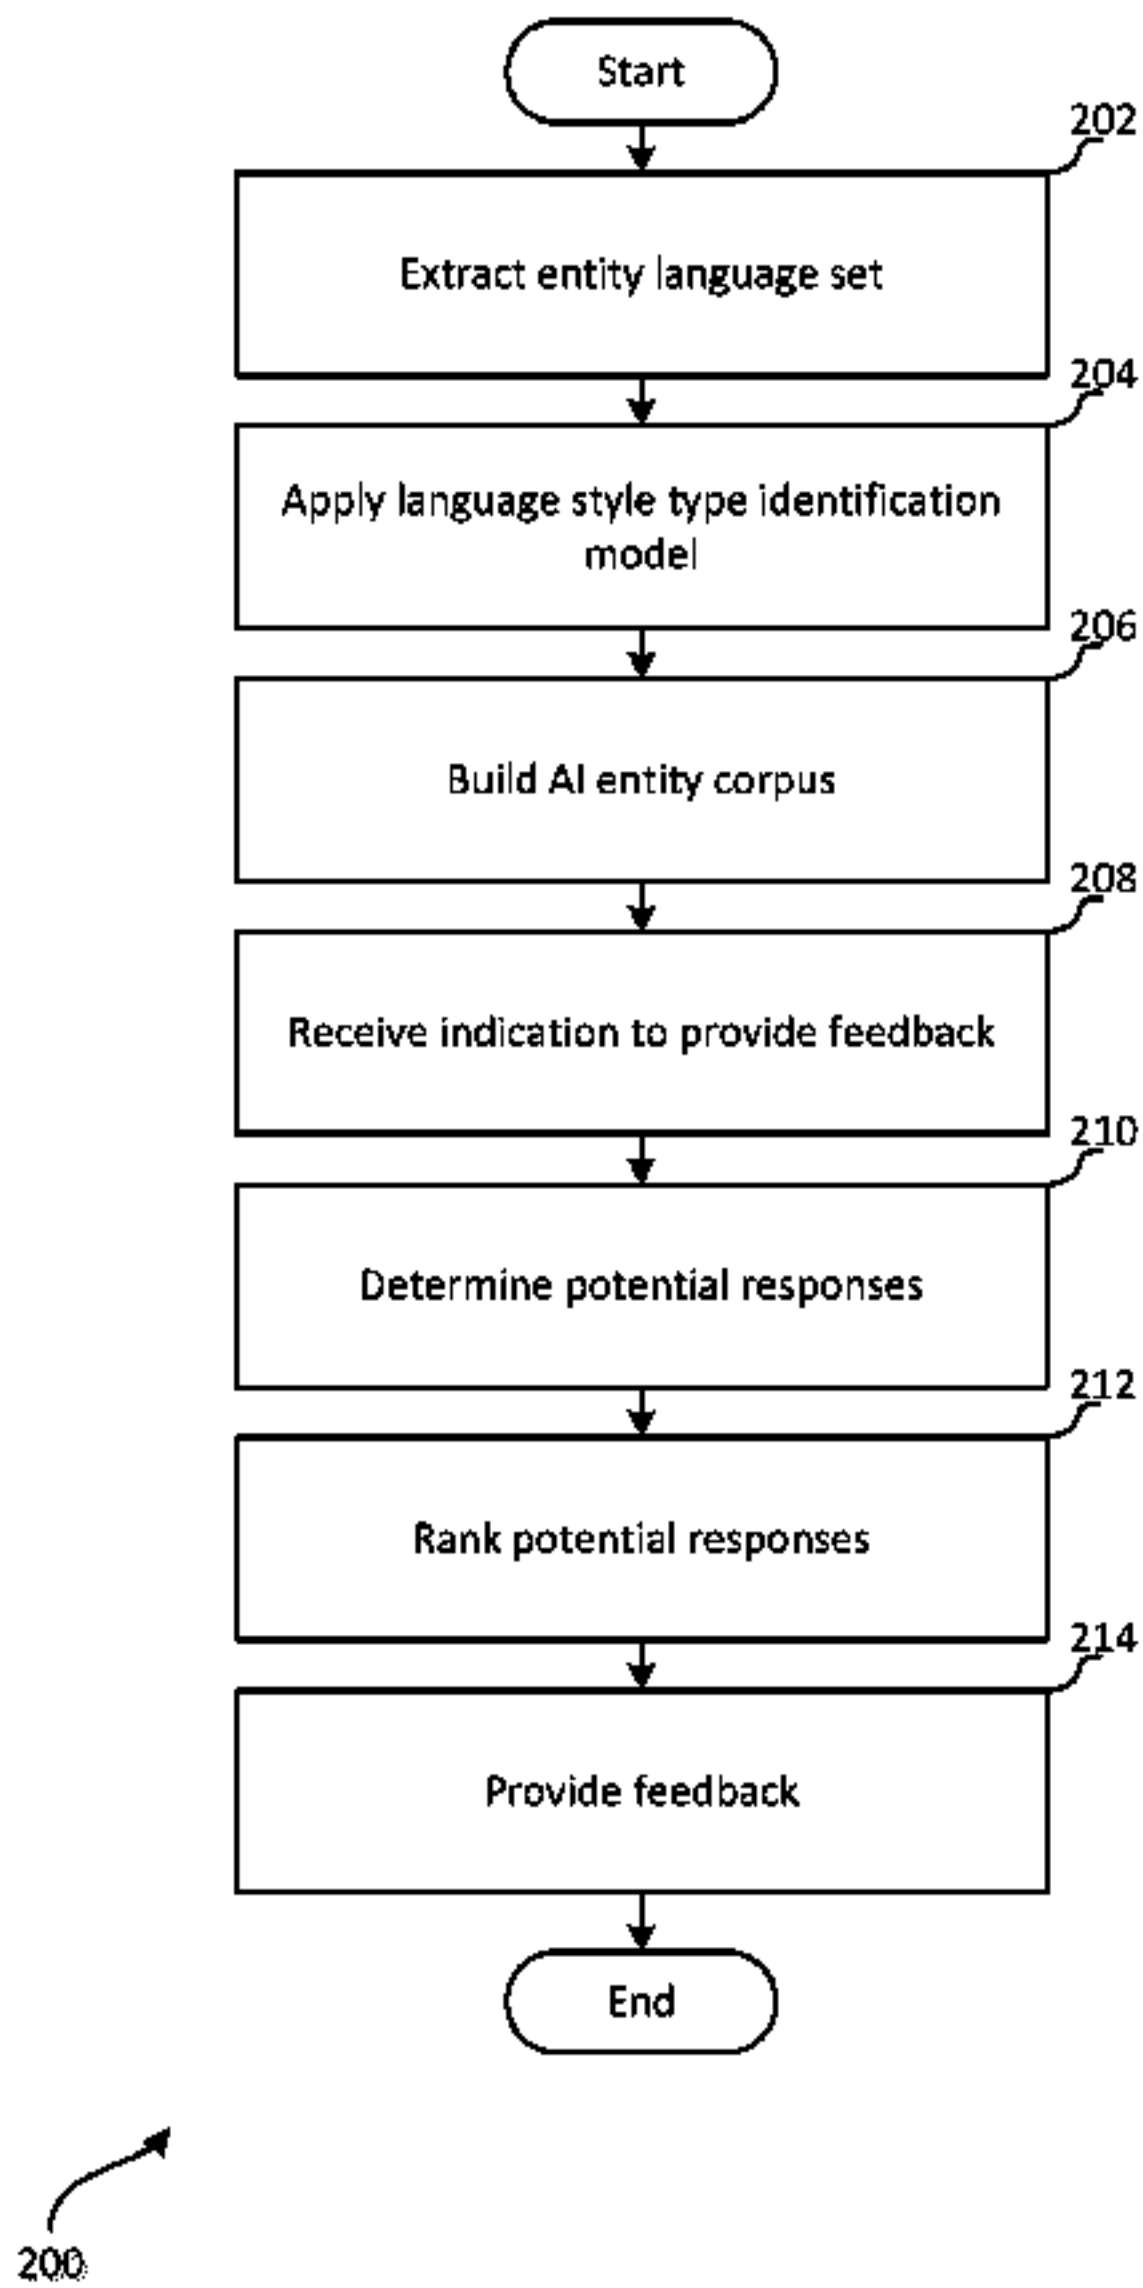 Start
202
Extract entity language set
204
Apply language style type identification
model
206
Build AI entity corpus
208
Receive indication to provide feedback
210
Determine potential responses
212
Rank potential responses
214
Provide feedback
End
200